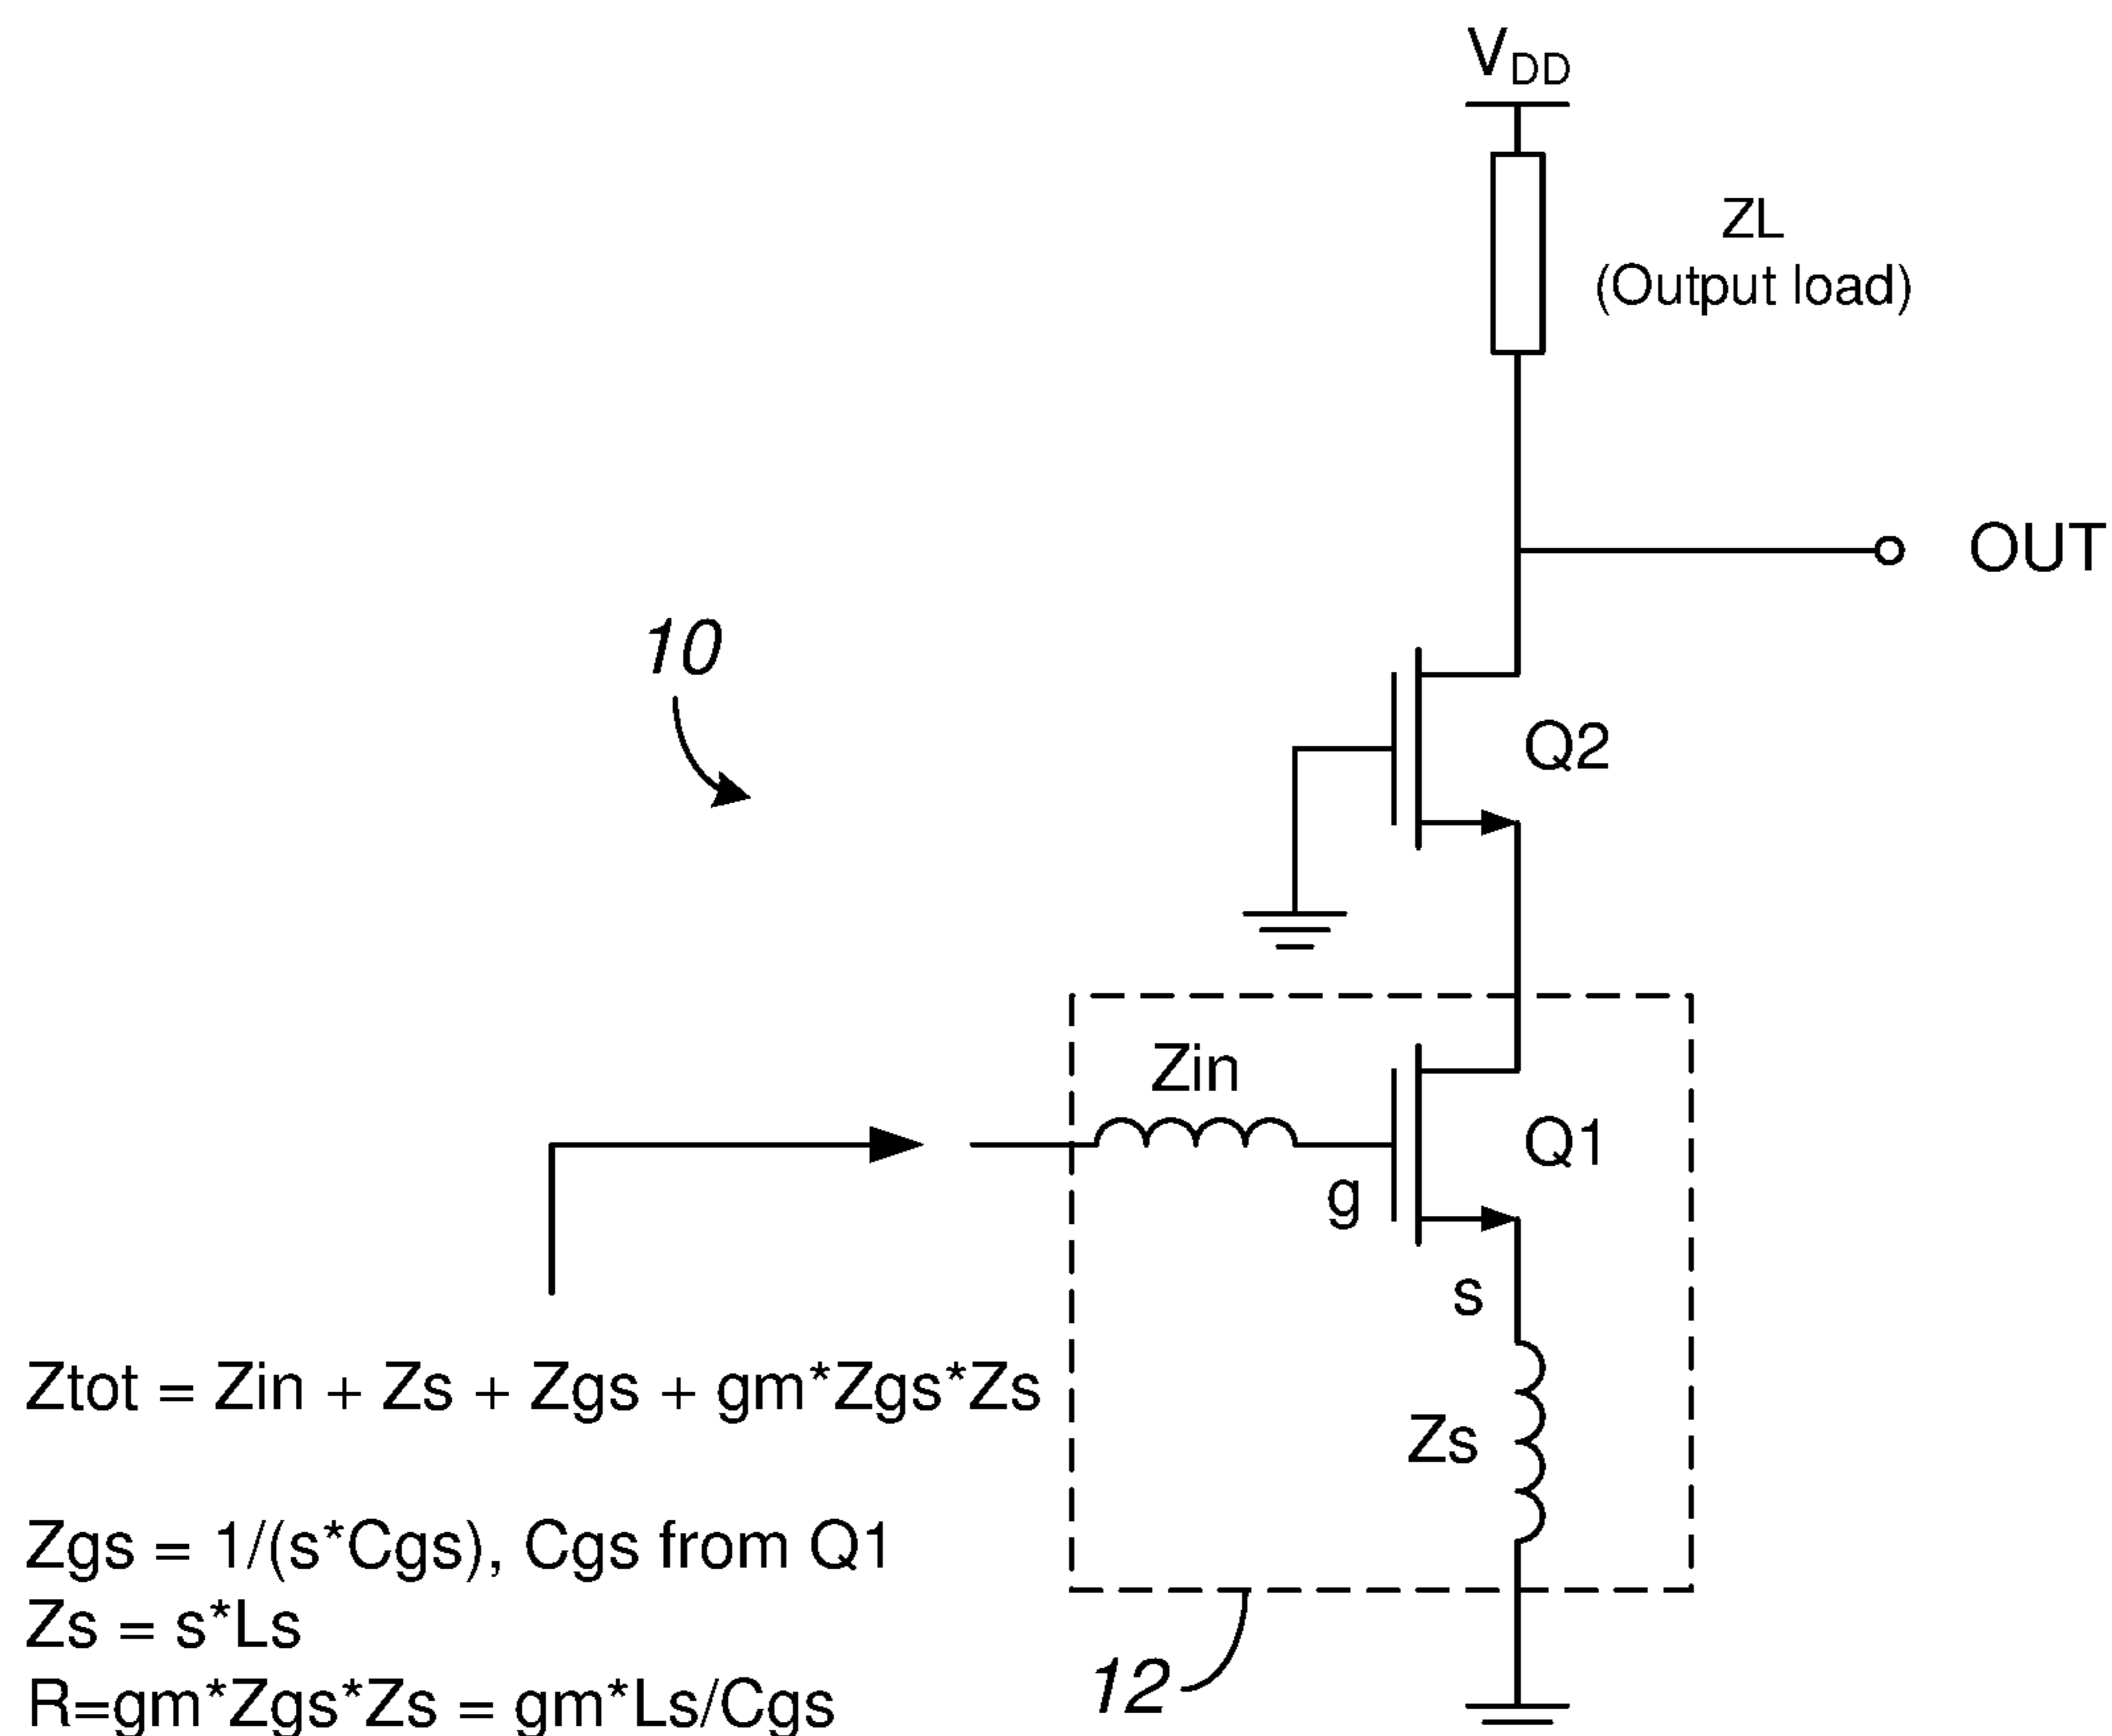 VDD
ZL
(Output load)
OUT
10
Q2
Zin
Q1
g
s
Ztot = Zin + Zs + Zgs + gm*Zgs*Zs
Zs
Zgs = 1/(s*Cgs), Cgs from Q1
Zs = s*Ls
12
R=gm*Zgs*Zs = gm*Ls/Cgs